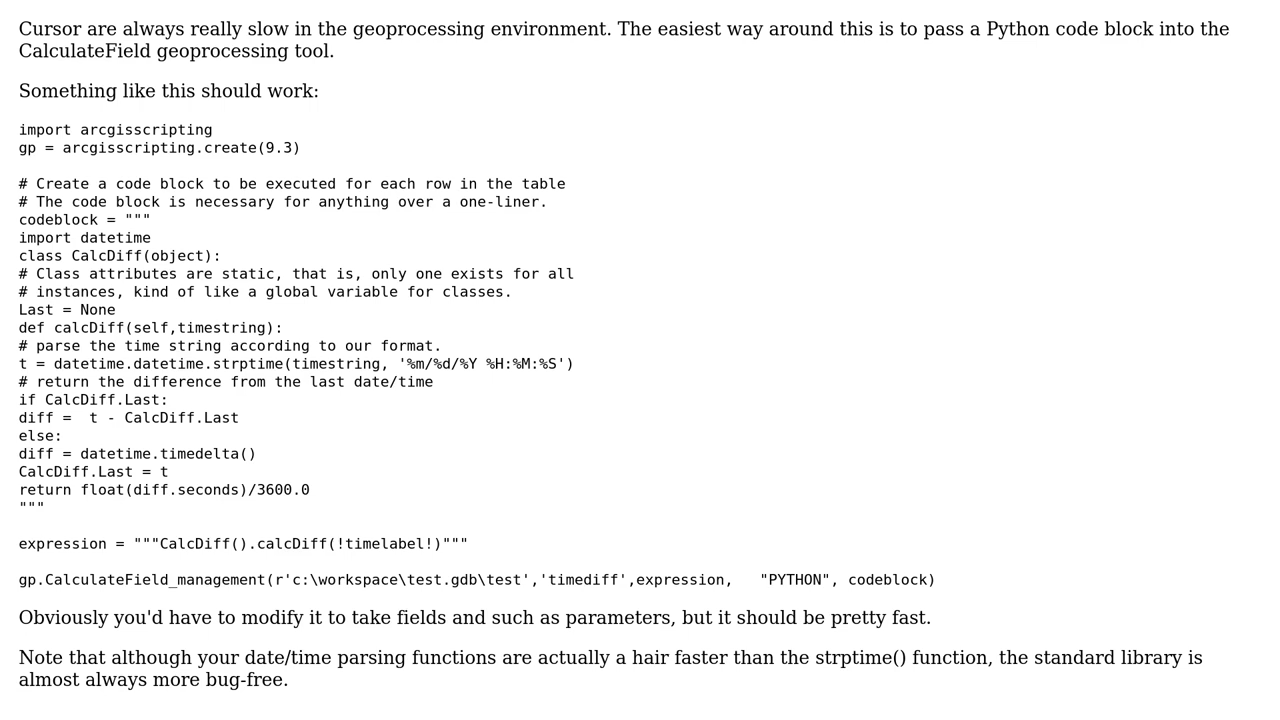 Cursor are always really slow in the geoprocessing environment. The easiest way around this is to pass a Python code block into the
CalculateField geoprocessing tool.
Something like this should work:
import arcgisscripting
gp = arcgisscripting.create(9.3)
# Create a code block to be executed for each row in the table
# The code block is necessary for anything over a one-liner.
codeblock = """
import datetime
class CalcDiff(object):
# Class attributes are static, that is, only one exists for all
# instances, kind of like a global variable for classes.
Last = None
def calcDiff(self,timestring):
# parse the time string according to our format.
t = datetime.datetime.strptime(timestring, '%m/%d/%Y %H:%M:%S')
# return the difference from the last date/time
if CalcDiff.Last:
diff =  t - CalcDiff.Last
else:
diff = datetime.timedelta()
CalcDiff.Last = t
return float(diff.seconds)/3600.0
"""
expression = """CalcDiff().calcDiff(!timelabel!)"""
gp.CalculateField_management(r'c:\workspace\test.gdb\test','timediff',expression,   "PYTHON", codeblock)
Obviously you'd have to modify it to take fields and such as parameters, but it should be pretty fast.
Note that although your date/time parsing functions are actually a hair faster than the strptime() function, the standard library is
almost always more bug-free.